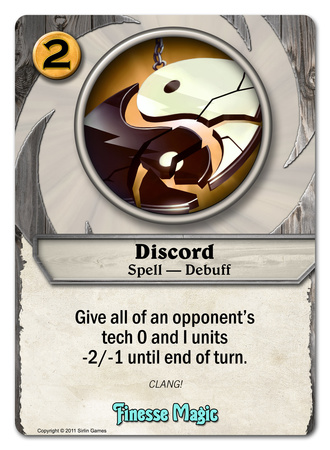 2
Discord
Spell — Debuff
Give all of an opponent's
tech 0 and I units
-2/-1 until end of turn.
CLANG!
Finesse Magic
Copyright © 2011 Sirlin Games